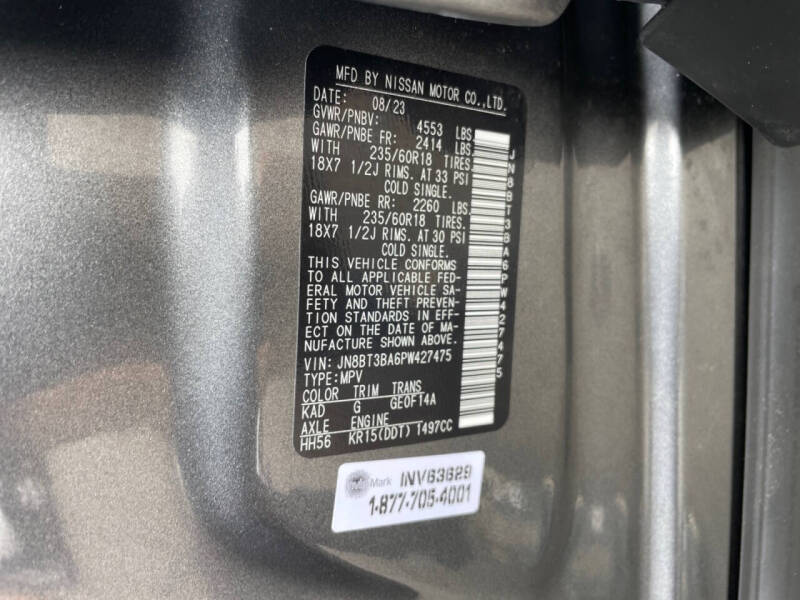 MFD BY NISSAN MOTOR CO.,LTD.
DATE: 08/23
GVWR/PNBV: 4553 LBS.
GAWR/PNBE FR: 2414 LBS.
WITH 235/60R18 TIRES.
18X7 1/2J RIMS. AT 33 PSI
COLD SINGLE.
GAWR/PNBE RR: 2260 LBS.
WITH 235/60R18 TIRES.
18X7 1/2J RIMS. AT 30 PSI
COLD SINGLE.
THIS VEHICLE CONFORMS
TO ALL APPLICABLE FED-
ERAL MOTOR VEHICLE SA-
FETY AND THEFT PREVEN-
TION STANDARDS IN EFF-
ECT ON THE DATE OF MA-
NUFACTURE SHOWN ABOVE.
VIN: JN8BT3BA6PW427475
TYPE:MPV
COLOR TRIM TRANS
KAD G GE0F14A
AXLE ENGINE
HH56 KR15(DDT) 1497CC
JN8BT3BA6PW427475
Mark INV63629
1-877-705-4001